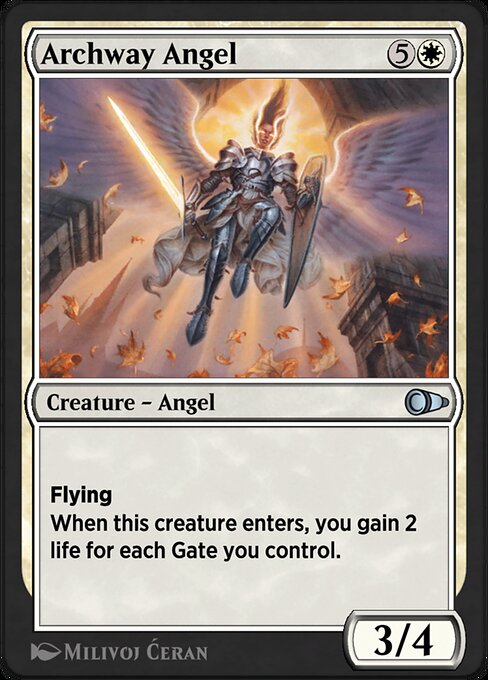 Archway Angel 5
Creature – Angel
Flying
When this creature enters, you gain 2
life for each Gate you control.
3/4
Milivoj Ćeran